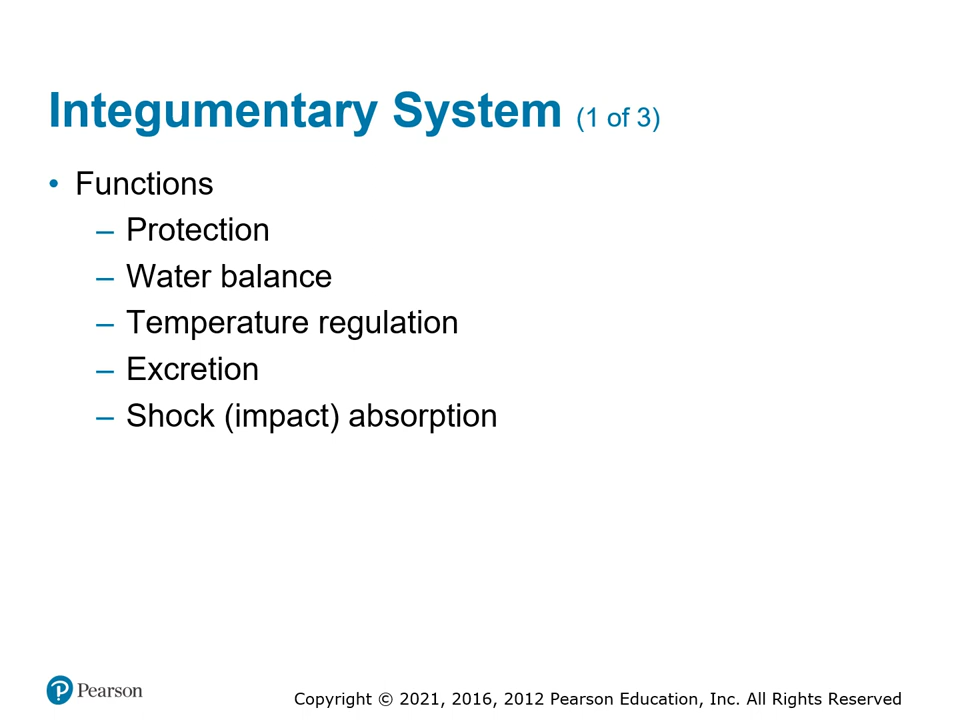 Integumentary System (1 of 3)
• Functions
– Protection
– Water balance
– Temperature regulation
– Excretion
– Shock (impact) absorption
Pearson
Copyright © 2021, 2016, 2012 Pearson Education, Inc. All Rights Reserved